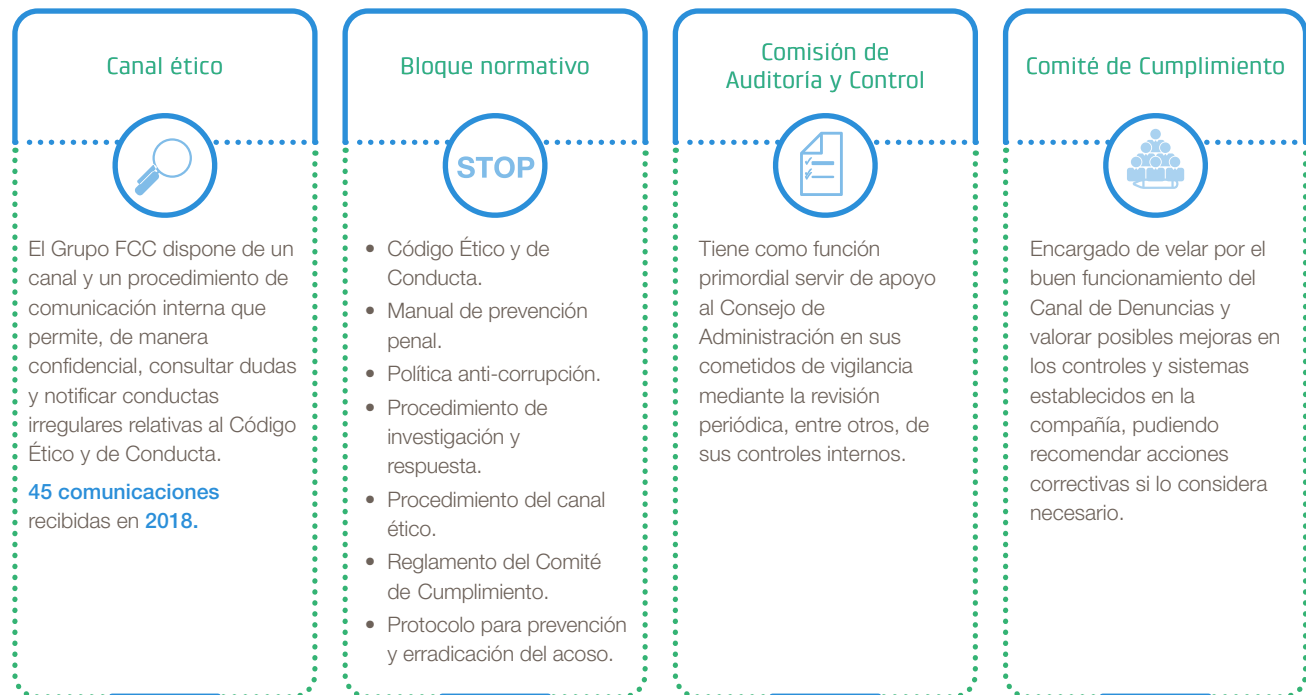 Canal ético
El Grupo FCC dispone de un
canal y un procedimiento de
comunicación interna que
permite, de manera
confidencial, consultar dudas
y notificar conductas
irregulares relativas al Código
Ético y de Conducta.
45 comunicaciones
recibidas en 2018.
Bloque normativo
STOP
• Código Ético y de
Conducta.
• Manual de prevención
penal.
• Política anti-corrupción.
• Procedimiento de
investigación y
respuesta.
• Procedimiento del canal
ético.
• Reglamento del Comité
de Cumplimiento.
• Protocolo para prevención
y erradicación del acoso.
Comisión de
Auditoría y Control
Tiene como función
primordial servir de apoyo
al Consejo de
Administración en sus
cometidos de vigilancia
mediante la revisión
periódica, entre otros, de
sus controles internos.
Comité de Cumplimiento
Encargado de velar por el
buen funcionamiento del
Canal de Denuncias y
valorar posibles mejoras en
los controles y sistemas
establecidos en la
compañía, pudiendo
recomendar acciones
correctivas si lo considera
necesario.